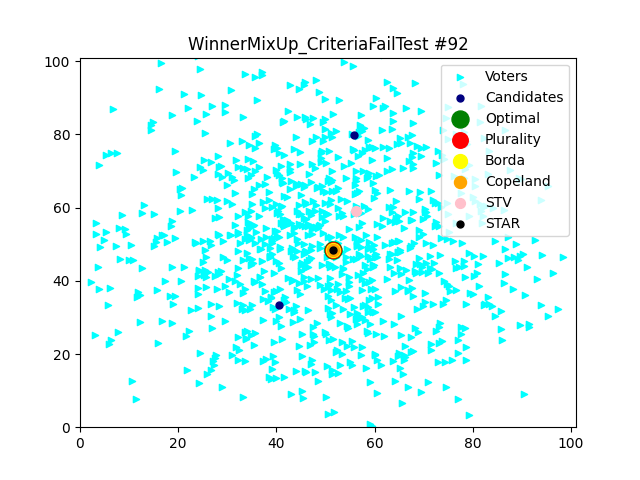 WinnerMixUp_CriteriaFailTest #92
Voters
Candidates
Optimal
Plurality
Borda
Copeland
STV
STAR
100
80
60
40
20
0
0 20 40 60 80 100